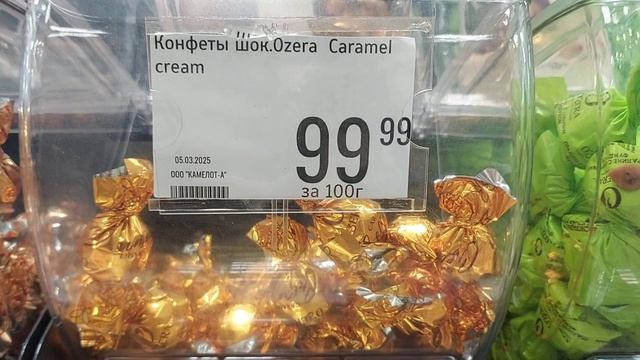 Конфеты Шок.Ozera Caramel
cream
99 99
за 100г
05.03.2025
ООО "КАМЕЛОТ-А"